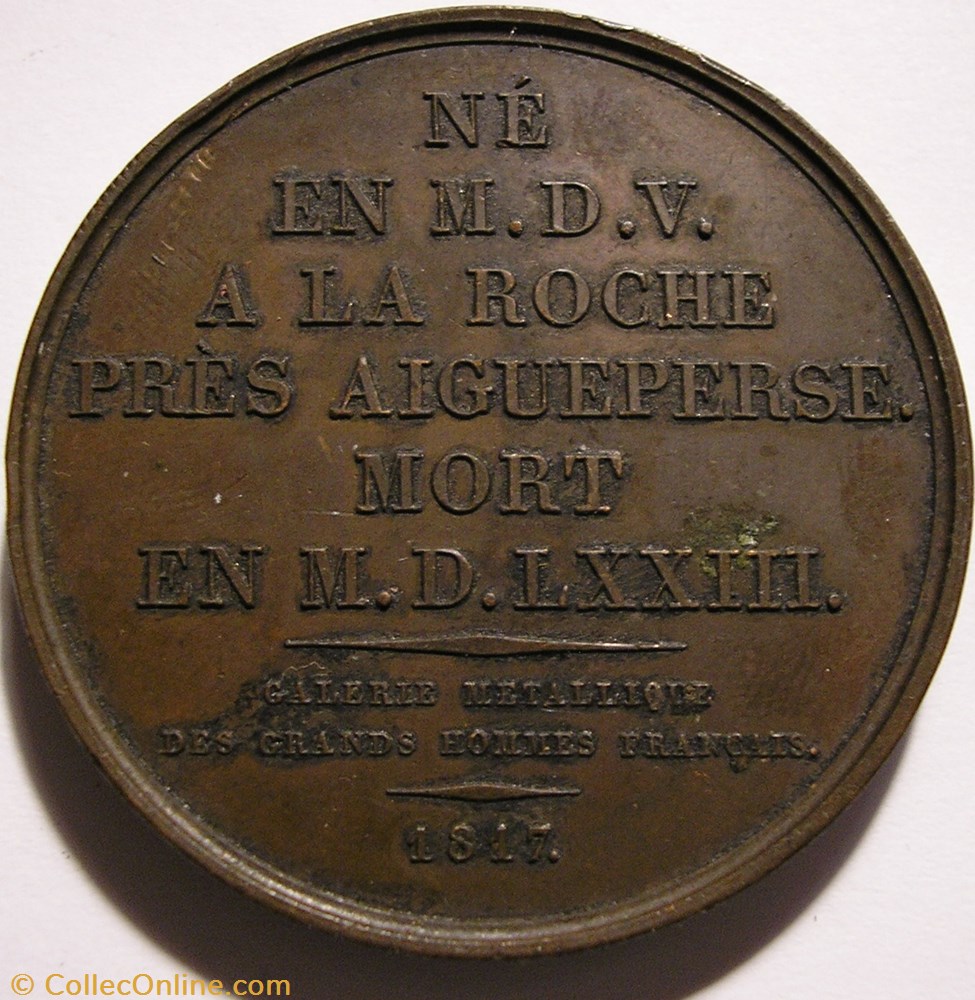 NÉ
EN M.D.V.
A LA ROCHE
PRÈS AIGUEPERSE.
MORT
EN M.D.LXXIII.
GALERIE METALLIQUE
DES GRANDS HOMMES FRANÇAIS.
1817.
© CollecOnline.com